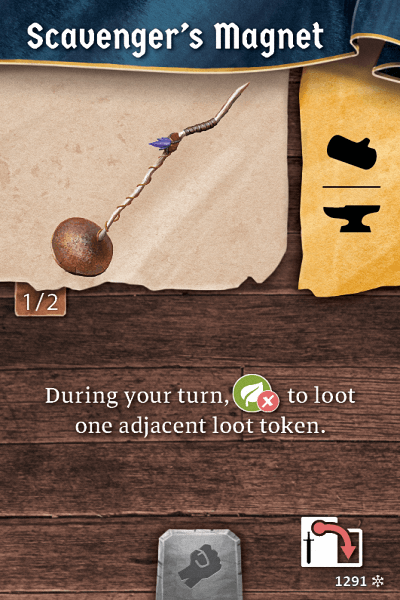 Scavenger's Magnet
1/2
During your turn, to loot
one adjacent loot token.
1291